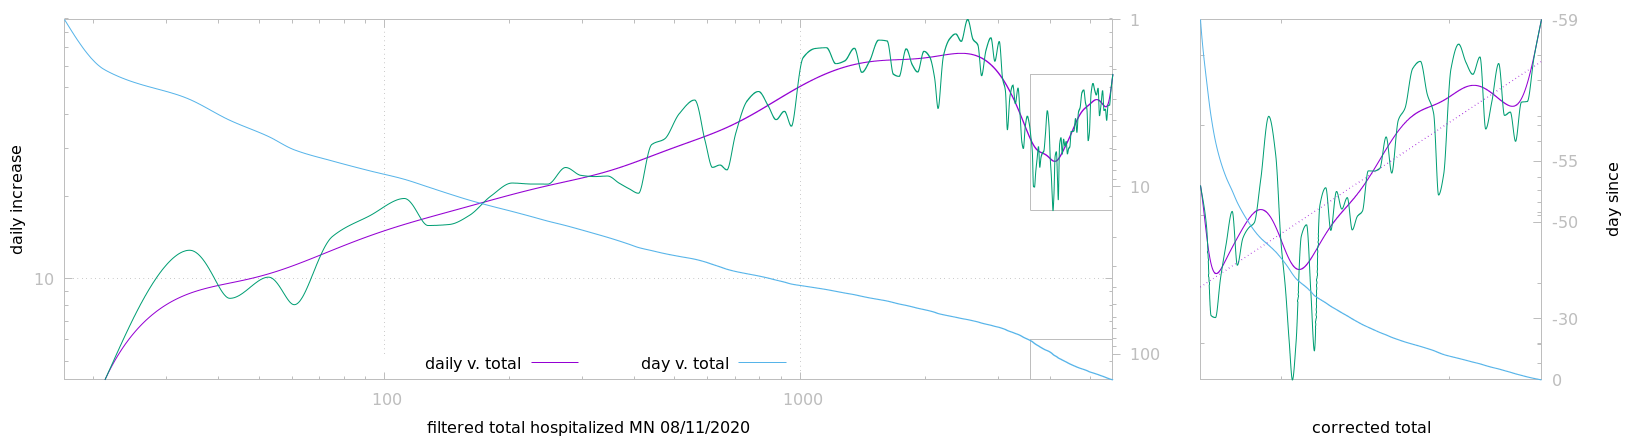 1
-59
daily increase
10
10
100
-55
-50
-30
0
day since
daily v. total
day v. total
100
1000
filtered total hospitalized MN 08/11/2020
corrected total